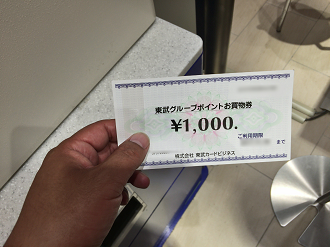 東武グループポイントお買物券
¥1,000.
ご利用期限
まで
株式会社 東武カードビジネス